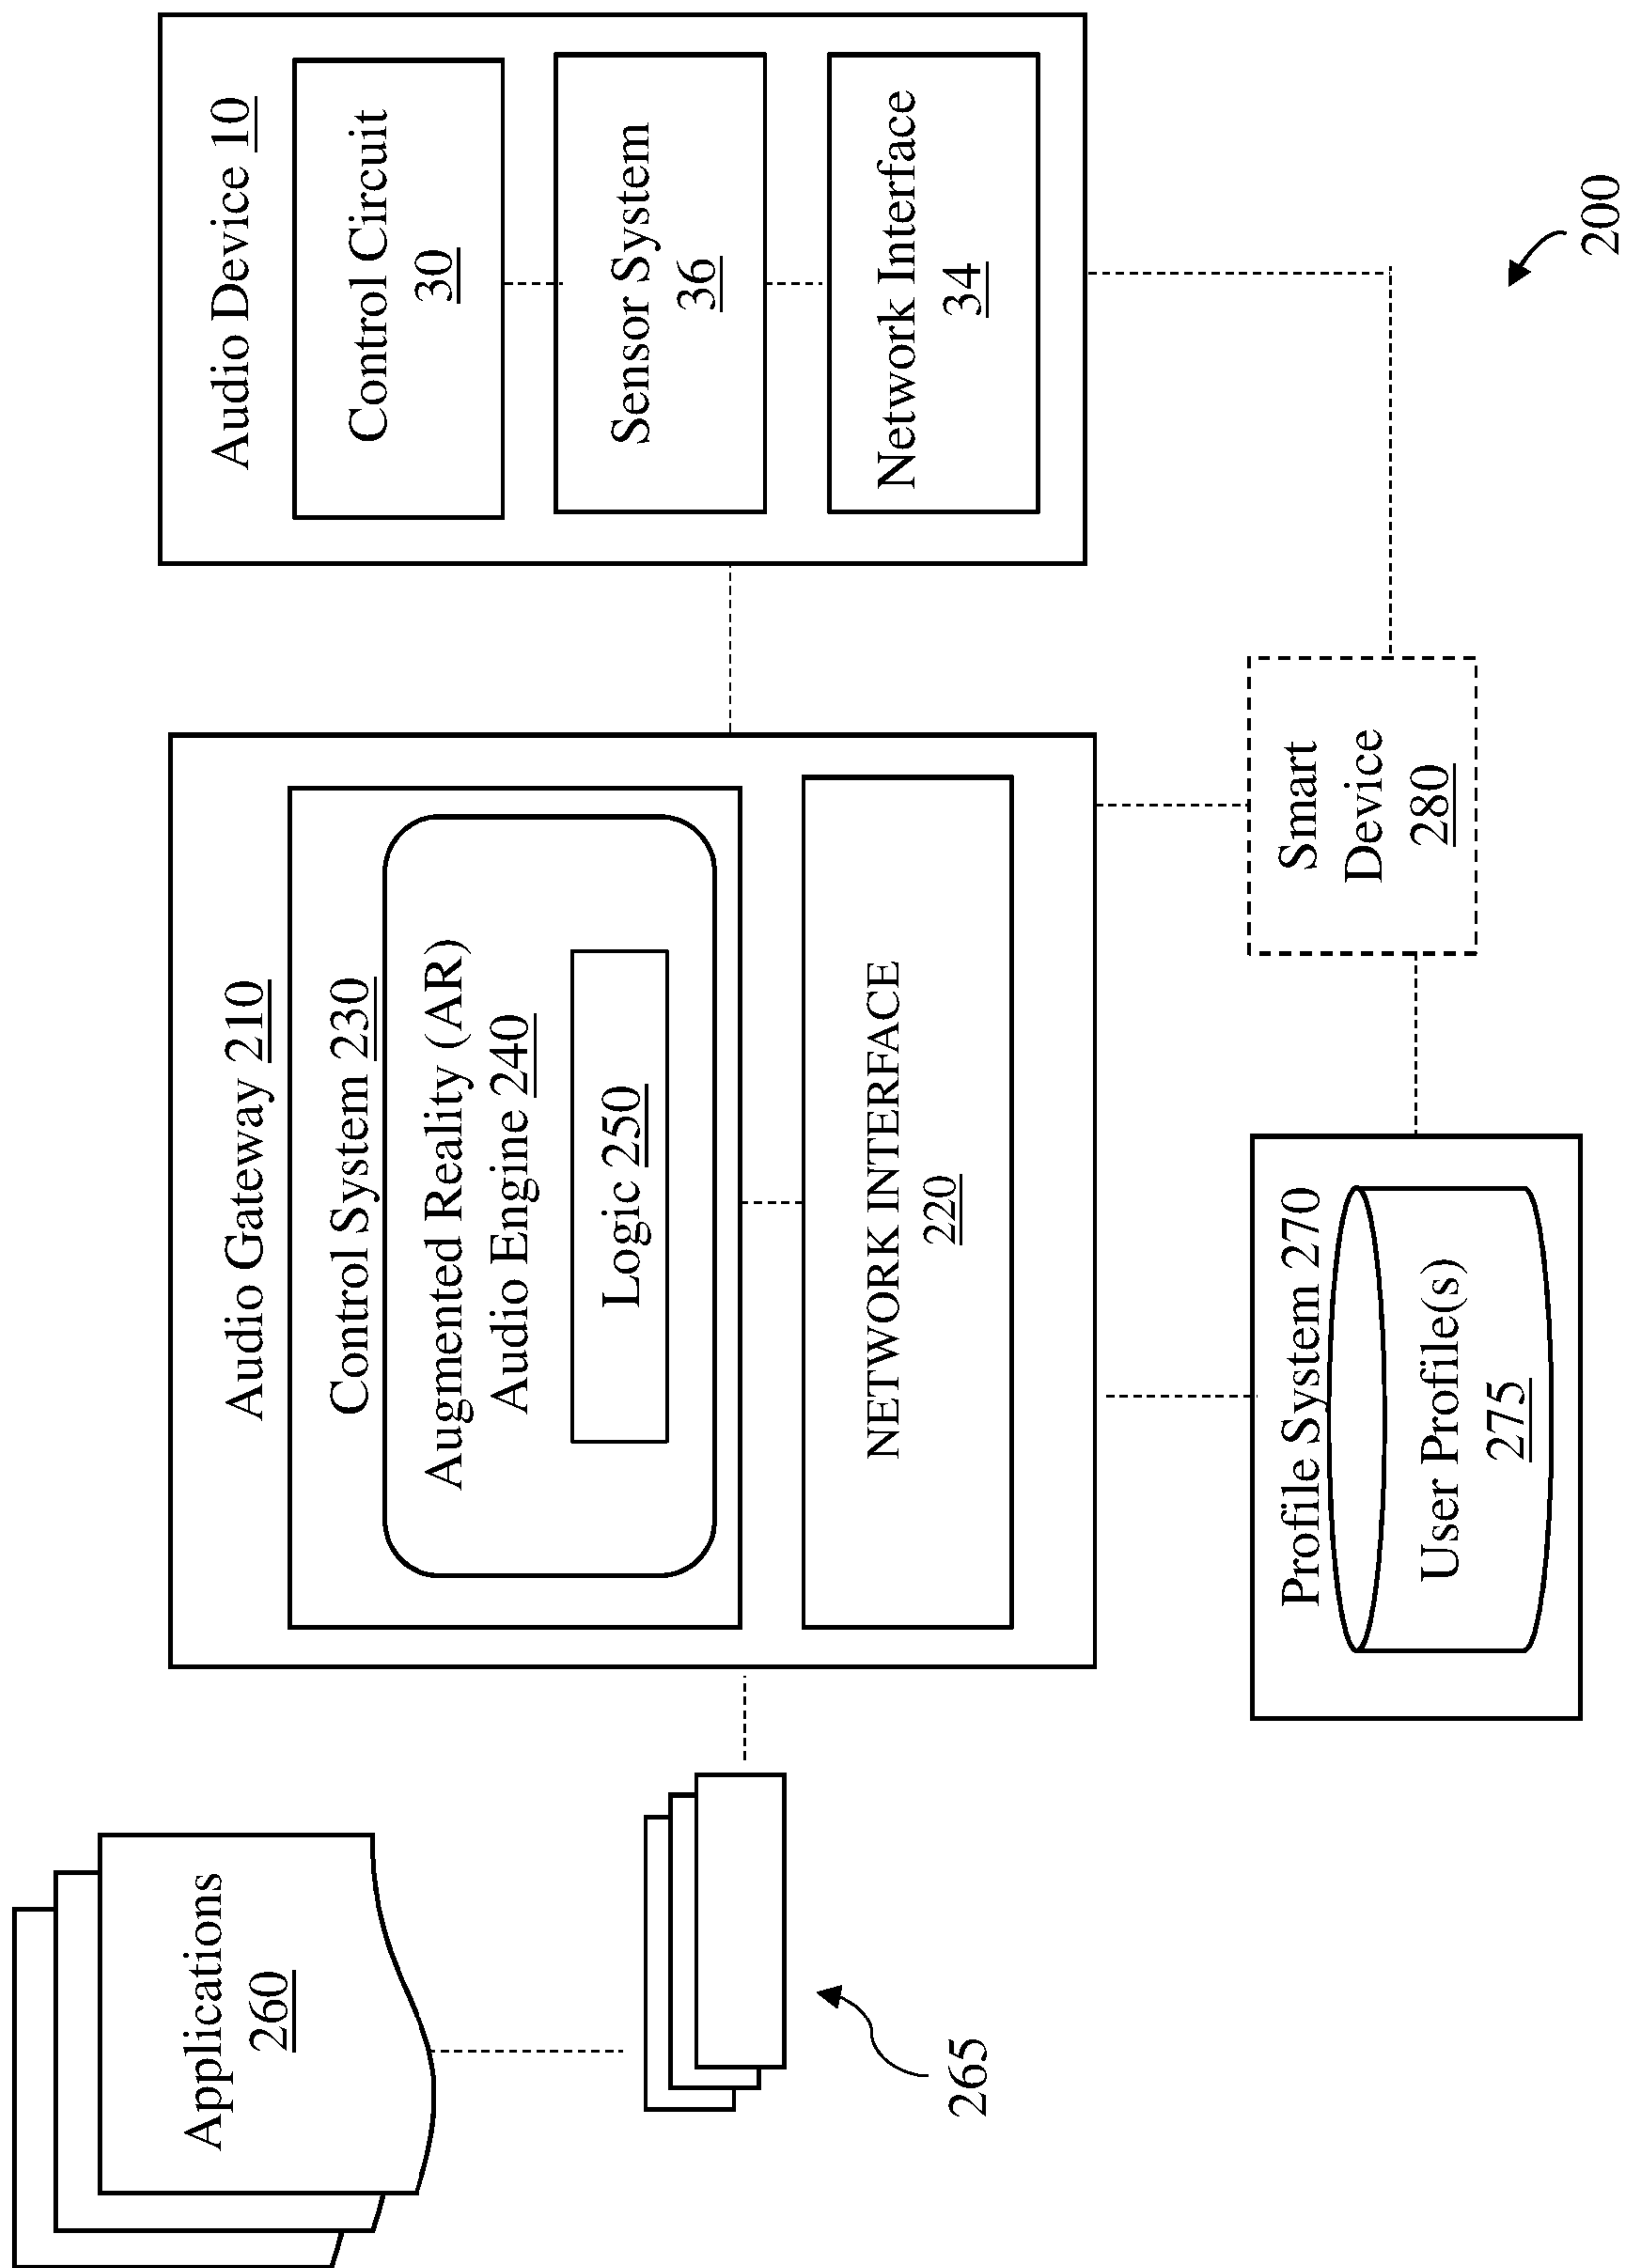 Applications
260
265
Audio Gateway 210
Control System 230
Augmented Reality (AR)
Audio Engine 240
Logic 250
NETWORK INTERFACE
220
Profile System 270
User Profile(s)
275
Audio Device 10
Control Circuit
30
Sensor System
36
Network Interface
34
Smart
Device
280
200